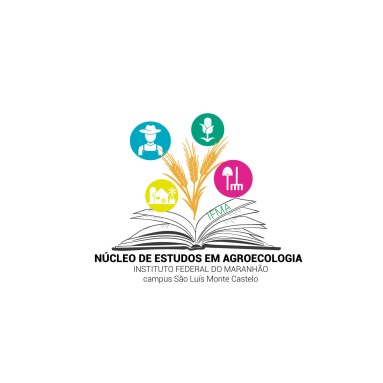 IFMA
NÚCLEO DE ESTUDOS EM AGROECOLOGIA
INSTITUTO FEDERAL DO MARANHÃO
campus São Luís Monte Castelo